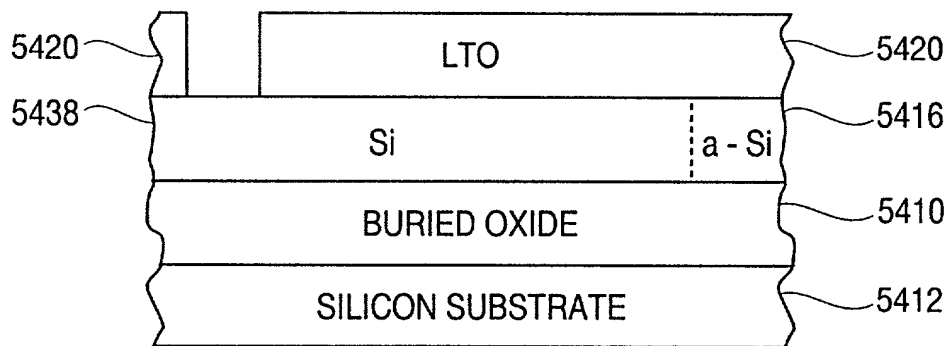 5420 LTO 5420
5438 Si a - Si 5416
BURIED OXIDE 5410
SILICON SUBSTRATE 5412